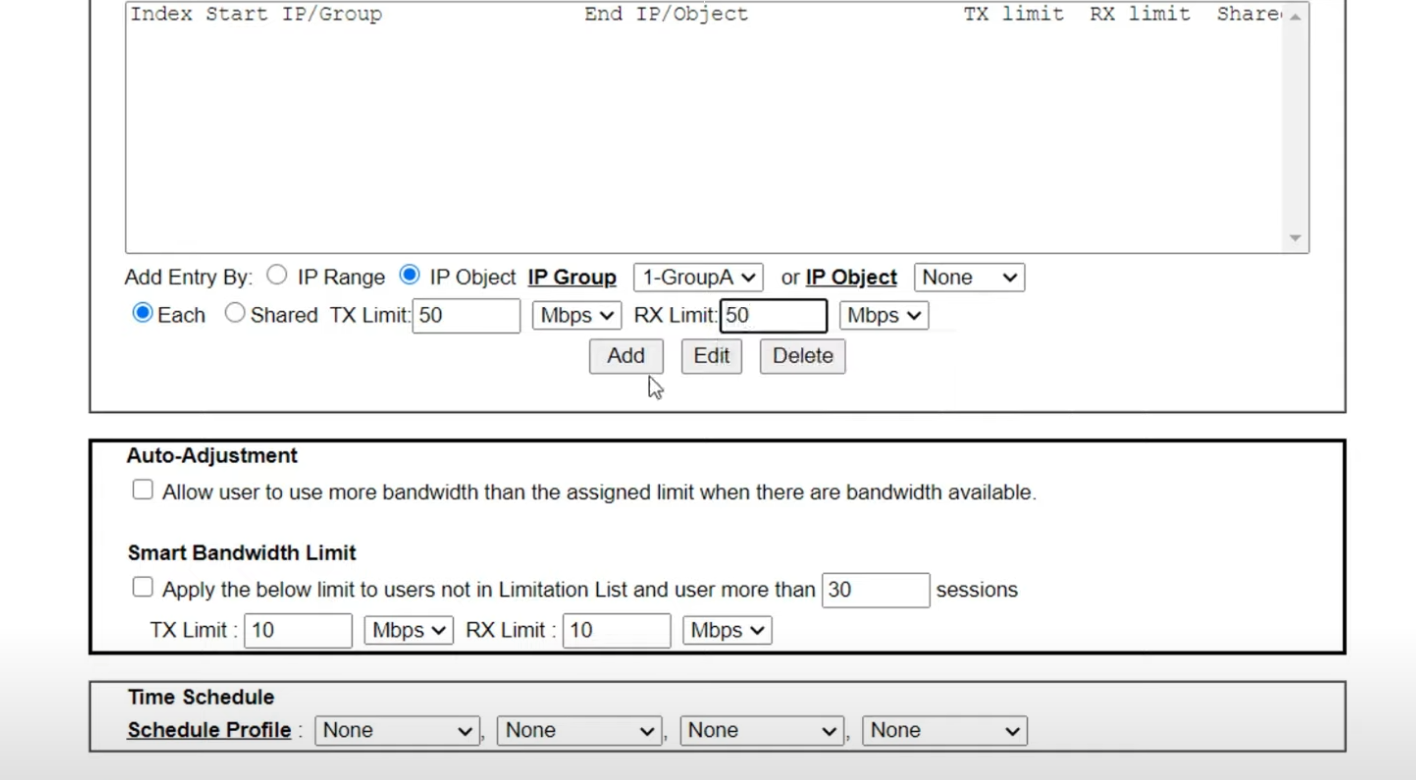 Index Start IP/Group End IP/Object TX limit RX limit Share
Add Entry By: IP Range IP Object IP Group 1-GroupA or IP Object None
Each Shared TX Limit: 50 Mbps RX Limit: 50 Mbps
Add Edit Delete
Auto-Adjustment
Allow user to use more bandwidth than the assigned limit when there are bandwidth available.
Smart Bandwidth Limit
Apply the below limit to users not in Limitation List and user more than 30 sessions
TX Limit : 10 Mbps RX Limit : 10 Mbps
Time Schedule
Schedule Profile : None , None , None , None